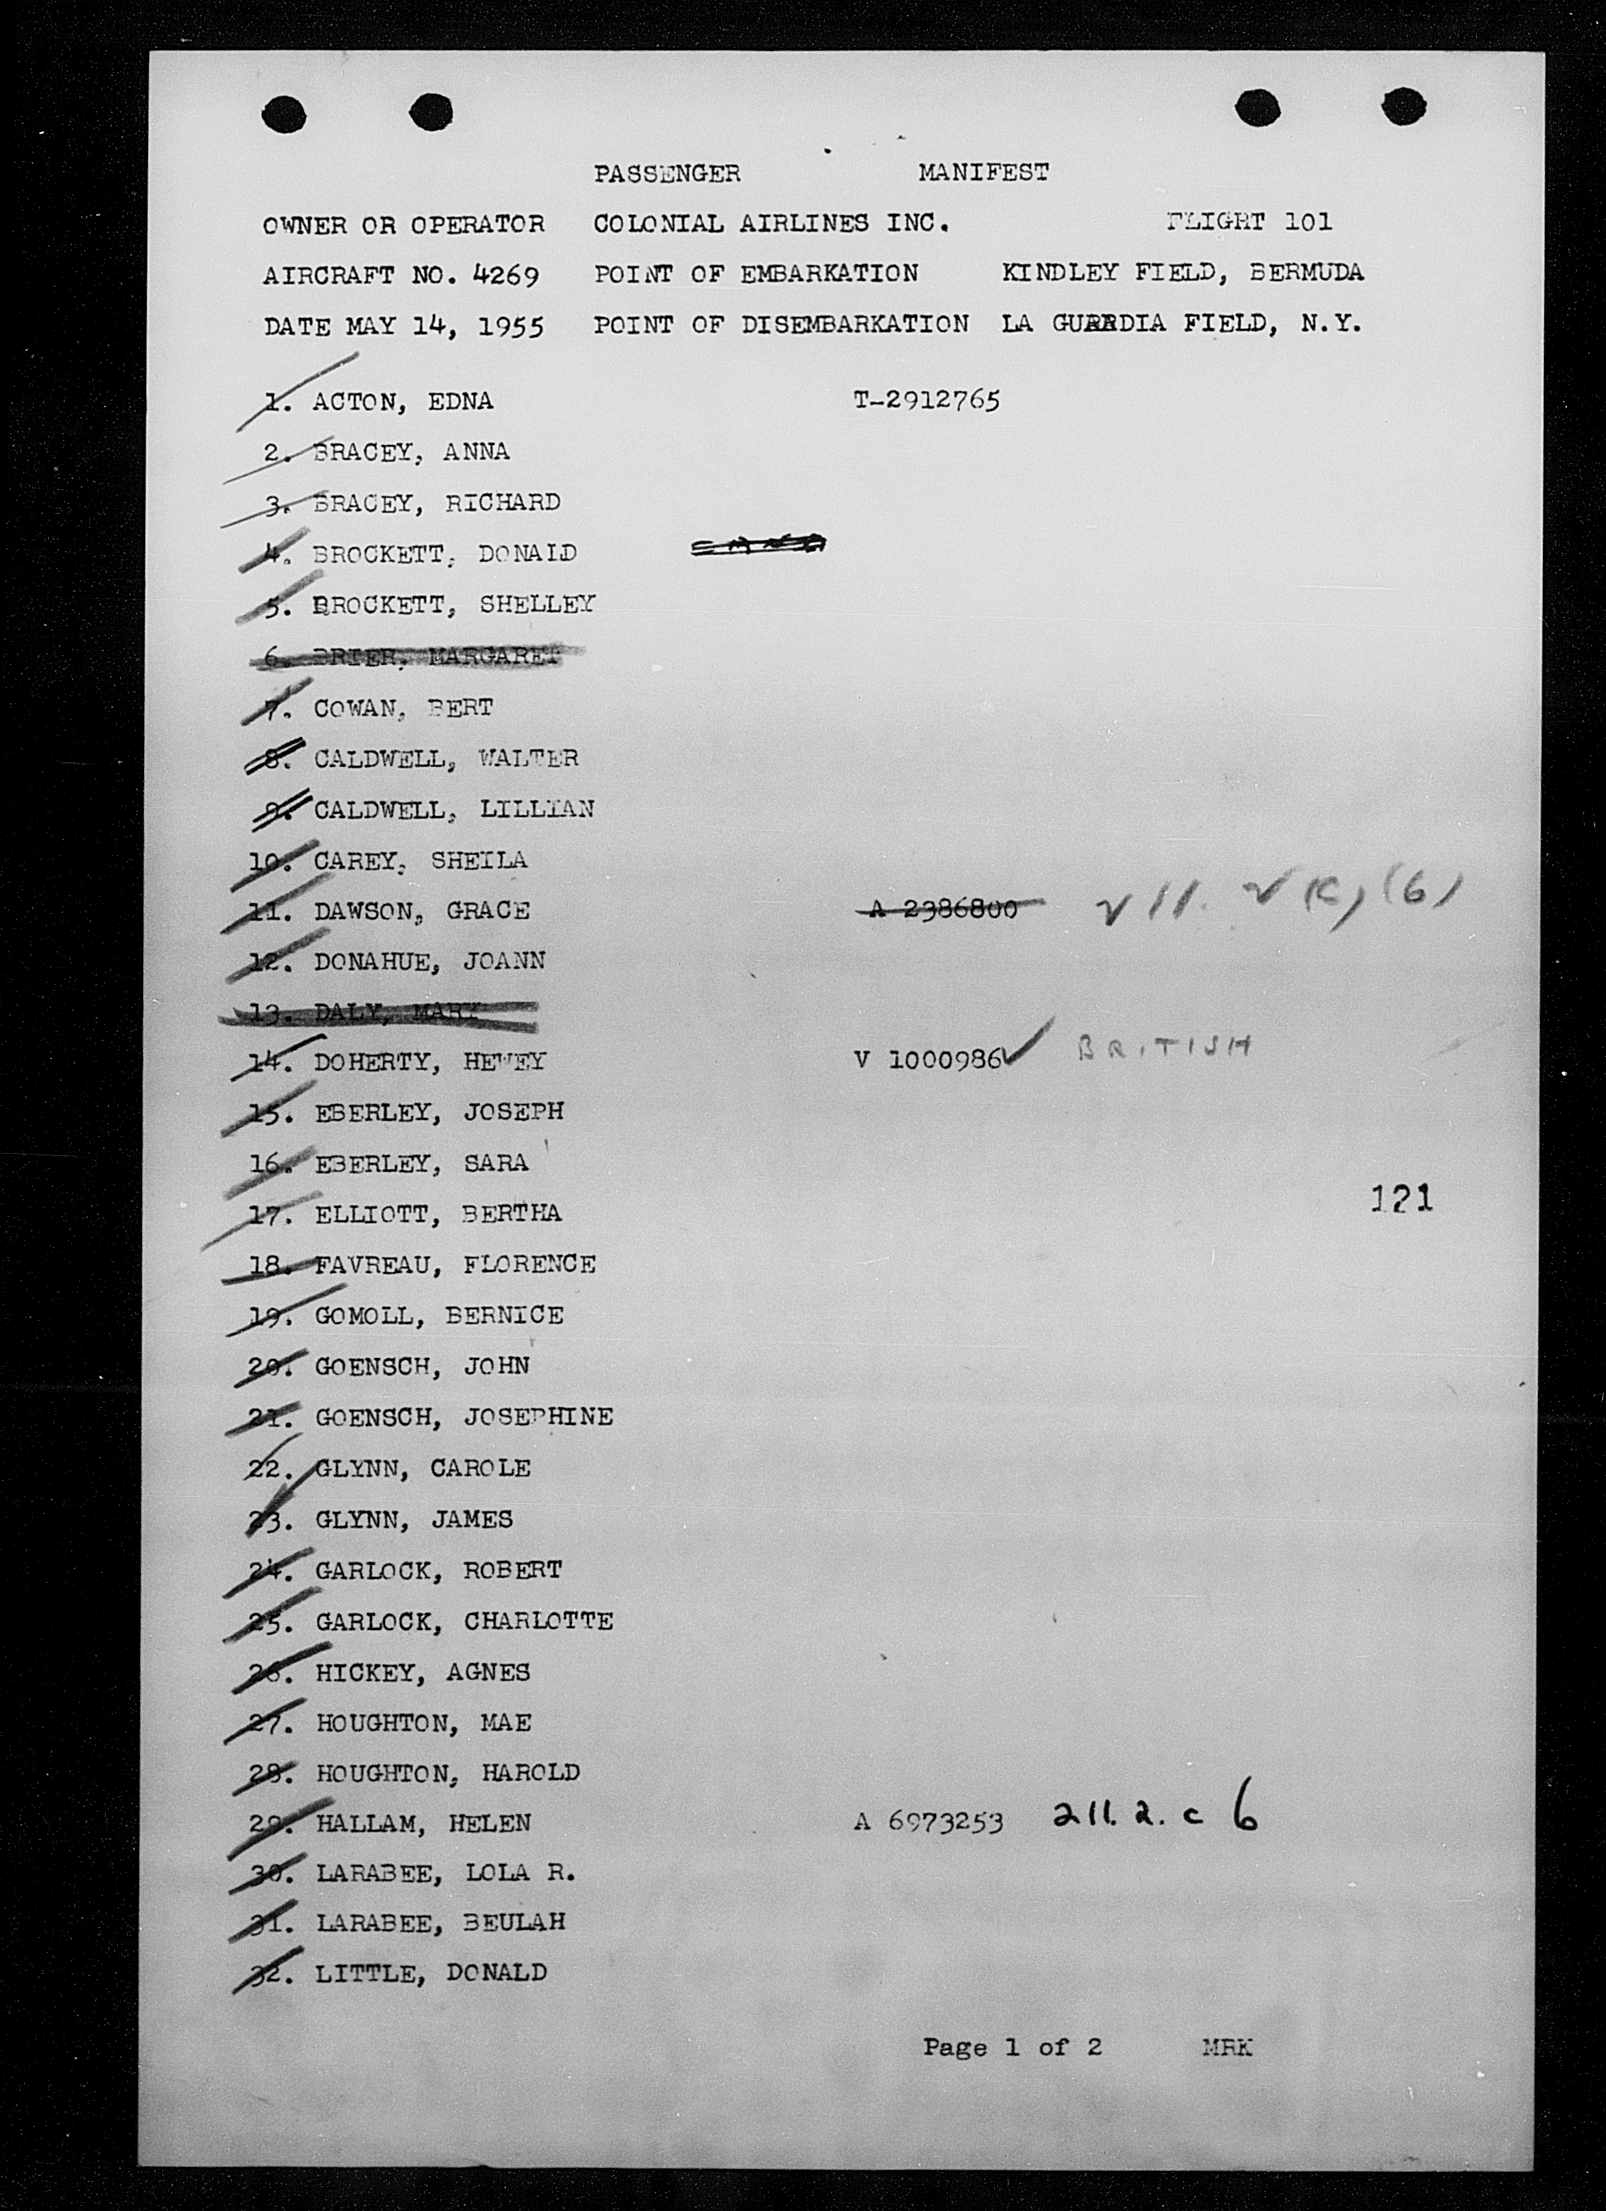 PASSENGER MANIFEST
OWNER OR OPERATOR COLONIAL AIRLINES INC. FLIGHT 101
AIRCRAFT NO. 4269 POINT OF EMBARKATION KINDLEY FIELD, BERMUDA
DATE MAY 14, 1955 POINT OF DISEMBARKATION LA GUARDIA FIELD, N.Y.
1. ACTON, EDNA T-2912765
2. BRACEY, ANNA
3. BRACEY, RICHARD
4. BROCKETT, DONALD
5. BROCKETT, SHELLEY
6. BRIER, MARGARET
7. COWAN, BERT
8. CALDWELL, WALTER
9. CALDWELL, LILLIAN
10. CAREY, SHEILA
11. DAWSON, GRACE A 2386800
12. DONAHUE, JOANN
13. DALY, MARY
14. DOHERTY, HEWEY V 1000986 BRITISH
15. EBERLEY, JOSEPH
16. EBERLEY, SARA
121
17. ELLIOTT, BERTHA
18. FAVREAU, FLORENCE
19. GOMOLL, BERNICE
20. GOENSCH, JOHN
21. GOENSCH, JOSEPHINE
22. GLYNN, CAROLE
23. GLYNN, JAMES
24. GARLOCK, ROBERT
25. GARLOCK, CHARLOTTE
26. HICKEY, AGNES
27. HOUGHTON, MAE
28. HOUGHTON, HAROLD
29. HALLAM, HELEN A 6973253 211.2. c 6
30. LARABEE, LOLA R.
31. LARABEE, BEULAH
32. LITTLE, DONALD
Page 1 of 2 MRK